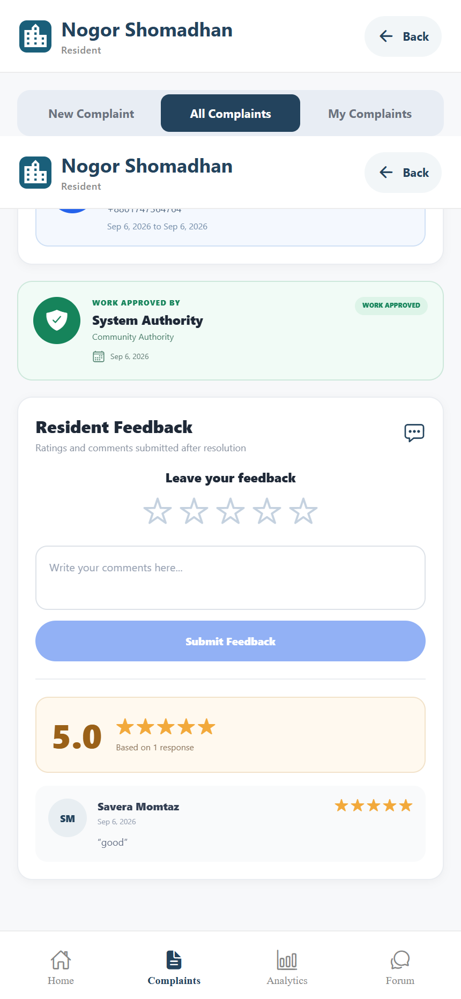 Nogor Shomadhan
Resident
Back
New Complaint
All Complaints
My Complaints
Nogor Shomadhan
Resident
Back
+8801747364764
Sep 6, 2026 to Sep 6, 2026
WORK APPROVED BY
WORK APPROVED
System Authority
Community Authority
Sep 6, 2026
Resident Feedback
Ratings and comments submitted after resolution
Leave your feedback
Write your comments here...
Submit Feedback
5.0
Based on 1 response
SM
Savera Momtaz
Sep 6, 2026
“good”
Home
Complaints
Analytics
Forum